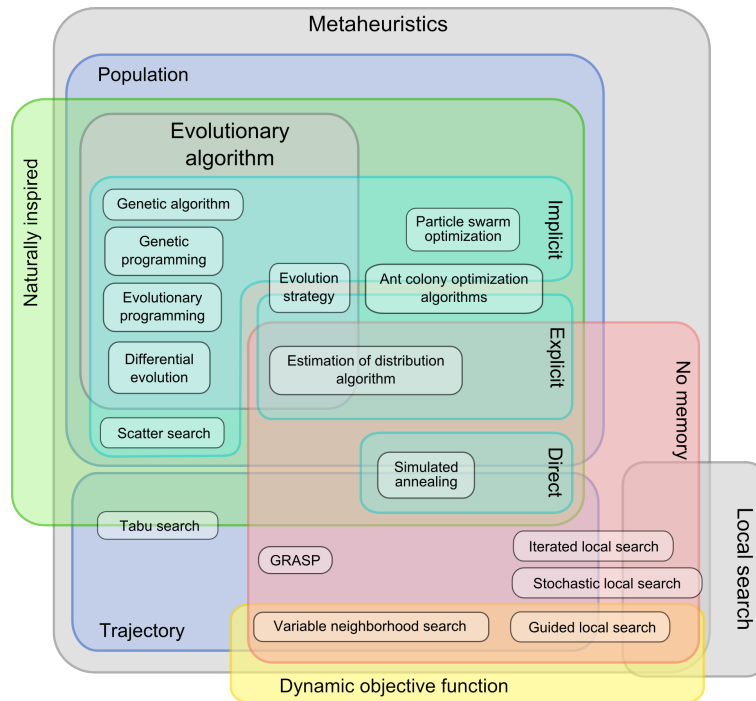 Metaheuristics
Population
Naturally inspired
Evolutionary
algorithm
Genetic algorithm
Genetic
programming
Evolutionary
programming
Differential
evolution
Scatter search
Evolution
strategy
Particle swarm
optimization
Implicit
Ant colony optimization
algorithms
Estimation of distribution
algorithm
Explicit
No memory
Simulated
annealing
Direct
Tabu search
GRASP
Iterated local search
Stochastic local search
Local search
Trajectory
Variable neighborhood search
Guided local search
Dynamic objective function